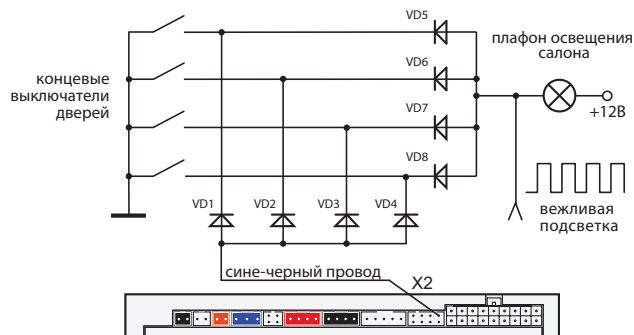 VD5
плафон освещения
салона
VD6
концевые
выключатели
дверей
+12В
VD7
VD8
VD1
VD2
VD3
VD4
вежливая
подсветка
сине-черный провод
X2